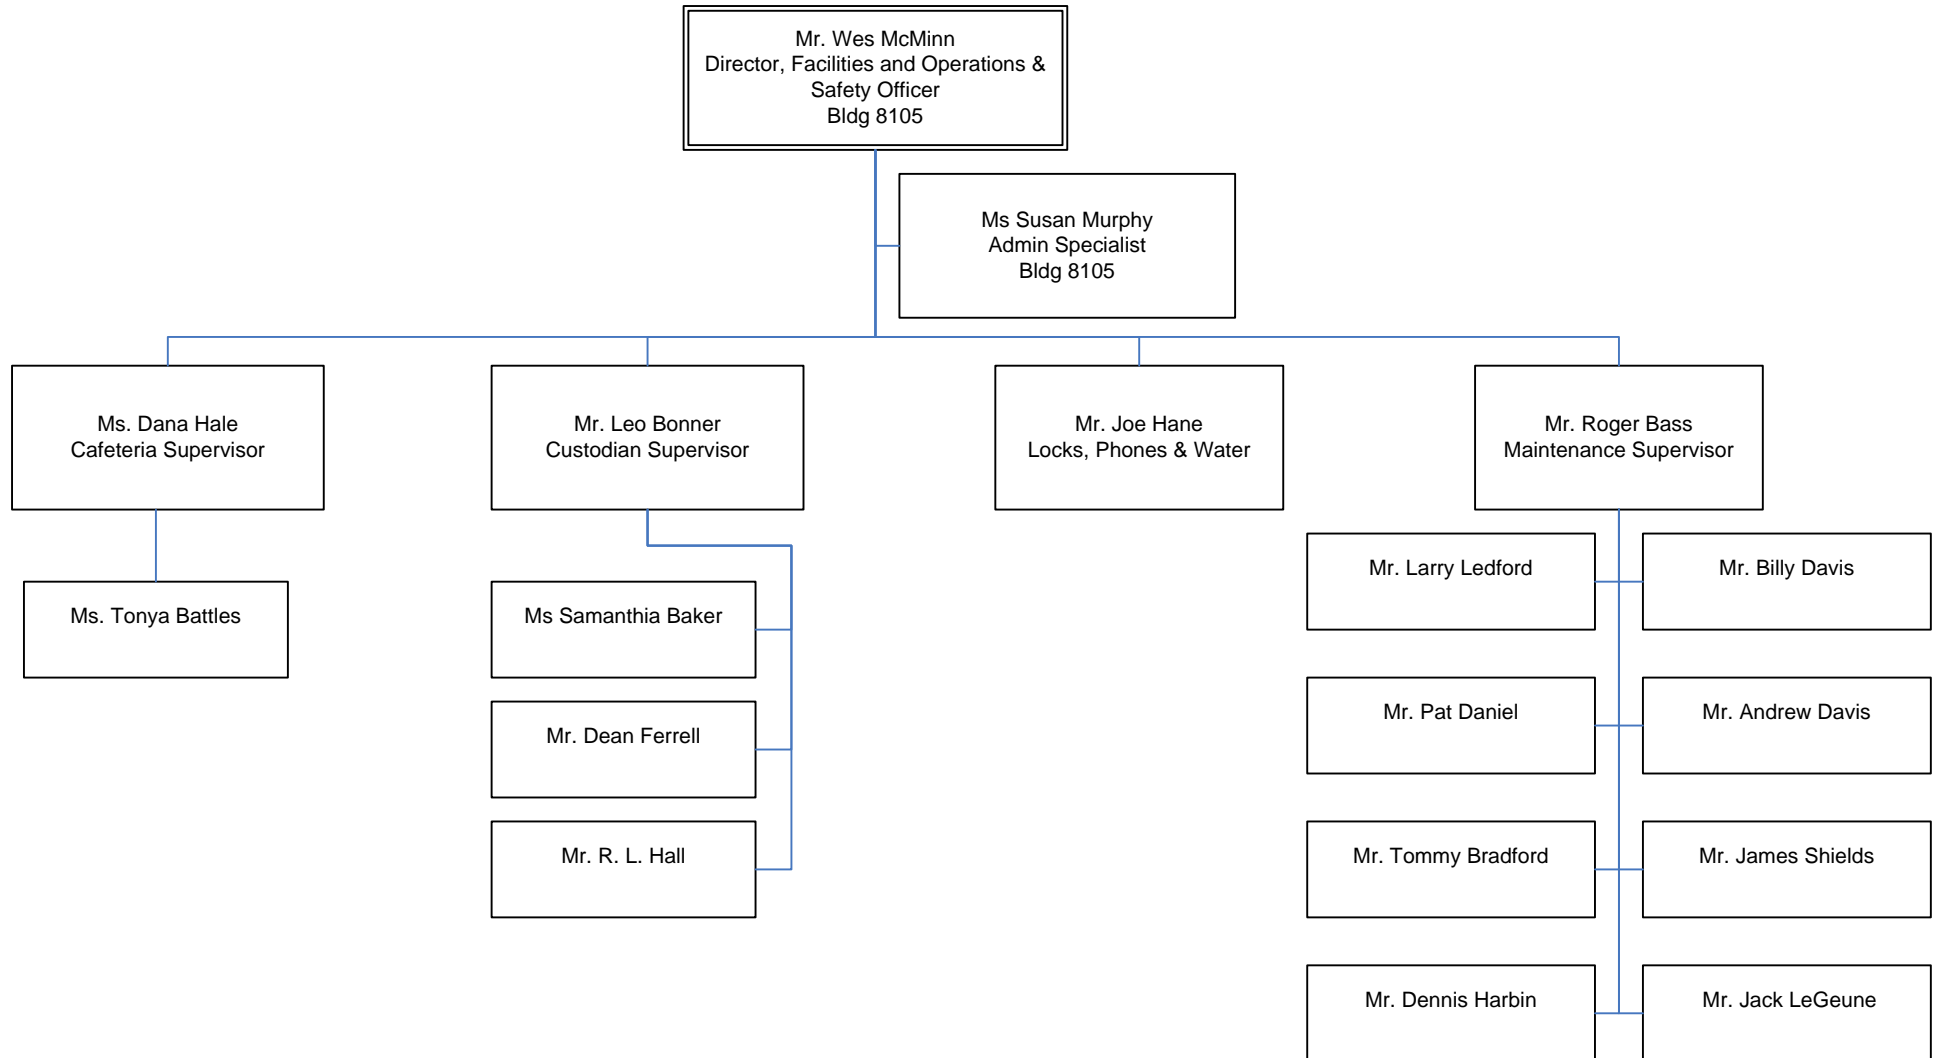 Mr. Wes McMinn
Director, Facilities and Operations &
Safety Officer
Bldg 8105
Ms Susan Murphy
Admin Specialist
Bldg 8105
Ms. Dana Hale
Cafeteria Supervisor
Mr. Leo Bonner
Custodian Supervisor
Mr. Joe Hane
Locks, Phones & Water
Mr. Roger Bass
Maintenance Supervisor
Ms. Tonya Battles
Ms Samanthia Baker
Mr. Dean Ferrell
Mr. R. L. Hall
Mr. Larry Ledford
Mr. Billy Davis
Mr. Pat Daniel
Mr. Andrew Davis
Mr. Tommy Bradford
Mr. James Shields
Mr. Dennis Harbin
Mr. Jack LeGeune